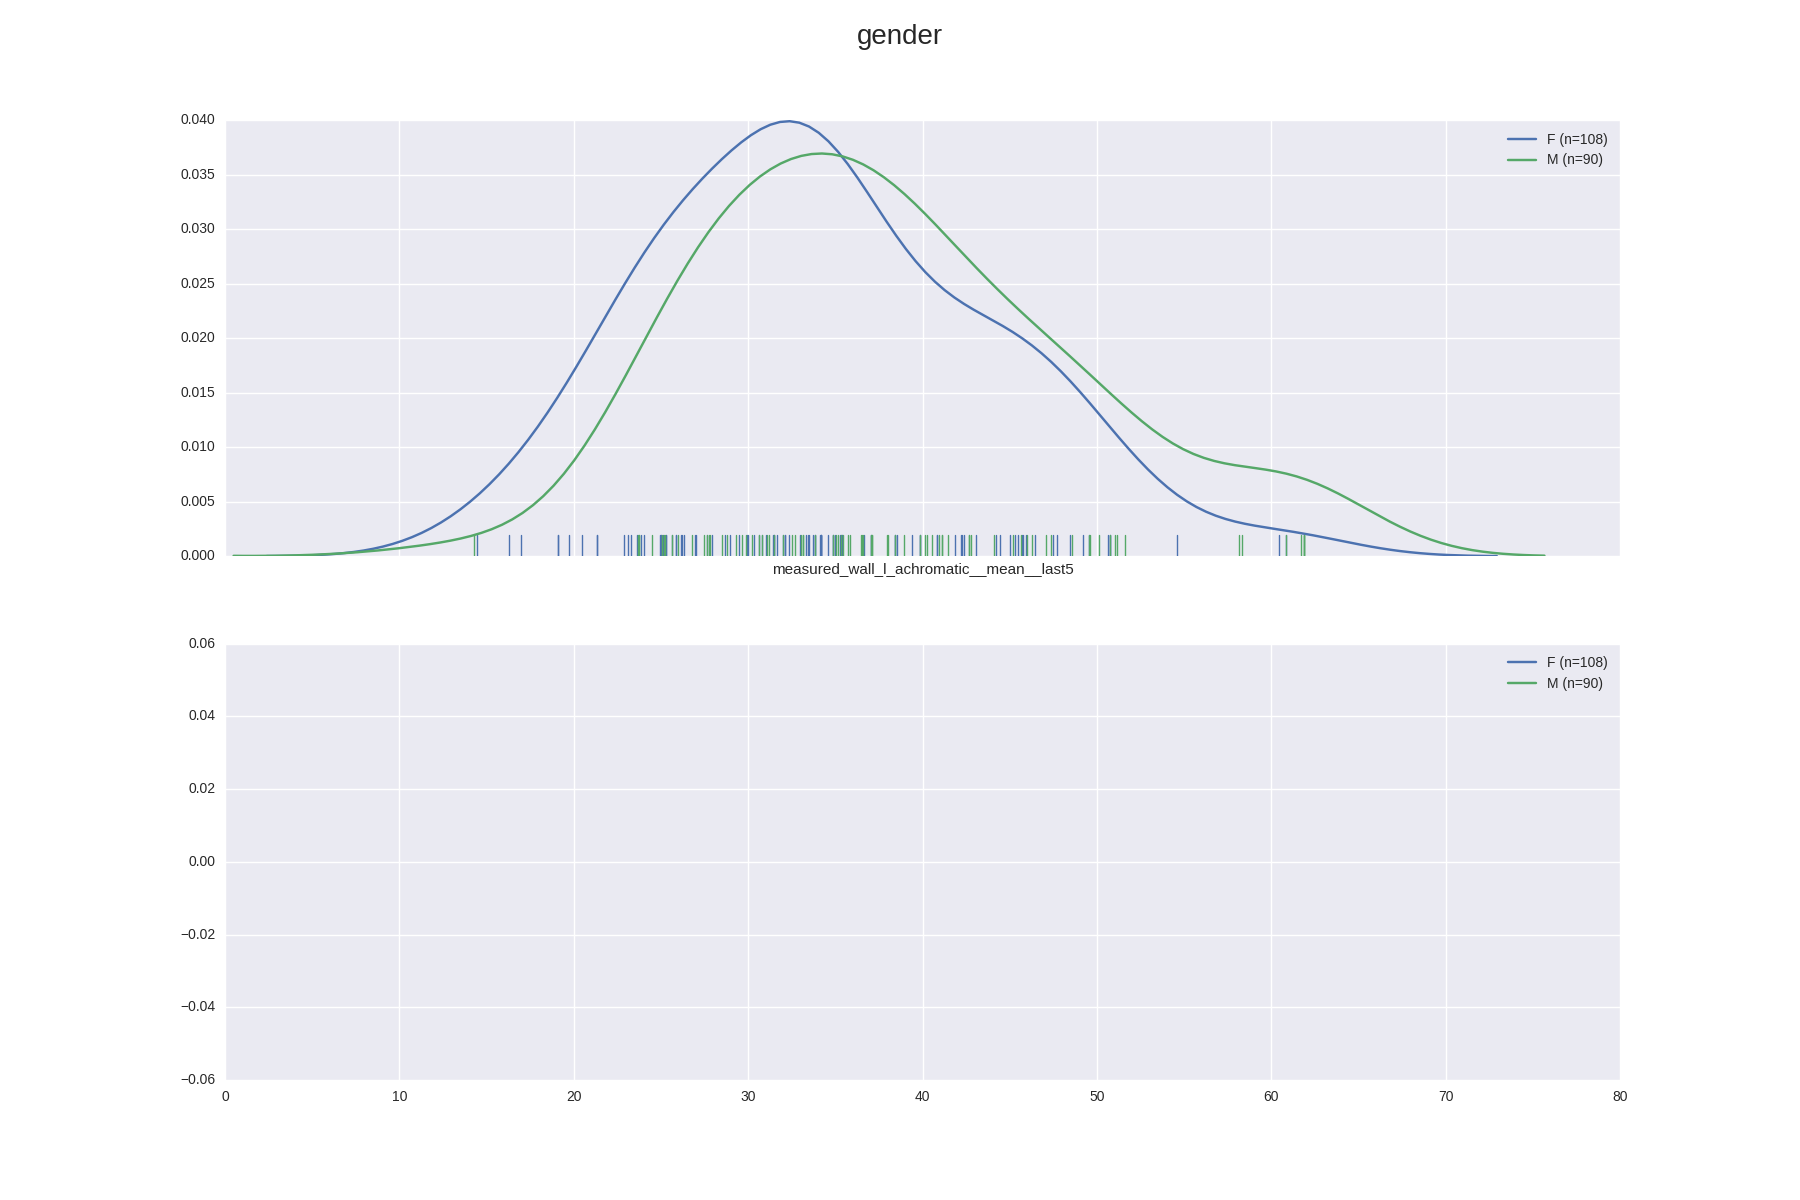 gender
0.040
0.035
0.030
0.025
0.020
0.015
0.010
0.005
0.000
F (n=108)
M (n=90)
measured_wall_l_achromatic__mean__last5
0.06
0.04
0.02
0.00
−0.02
−0.04
−0.06
F (n=108)
M (n=90)
0 10 20 30 40 50 60 70 80